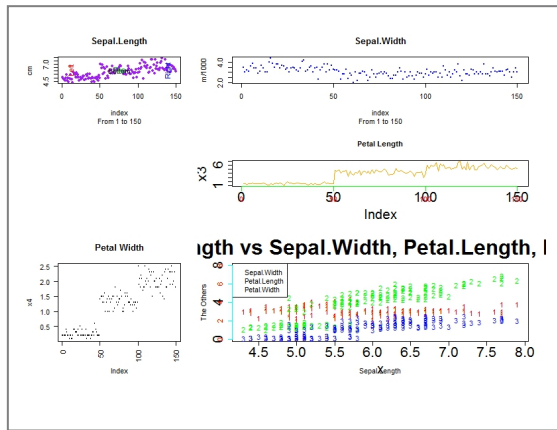 Sepal.Length
cm
4.5 7.0
0 50 100 150
index
From 1 to 150
Sepal.Width
m/1000
2.0 4.0
0 50 100 150
index
From 1 to 150
Petal Length
x3
1 6
50 100 150
Index
Petal Width
x4
0.5 1.0 1.5 2.0 2.5
0 50 100 150
Index
ngth vs Sepal.Width, Petal.Length,
The Others
0 4 8
Sepal.Width
Petal.Length
Petal.Width
4.5 5.0 5.5 6.0 6.5 7.0 7.5 8.0
Sepal.Length
x